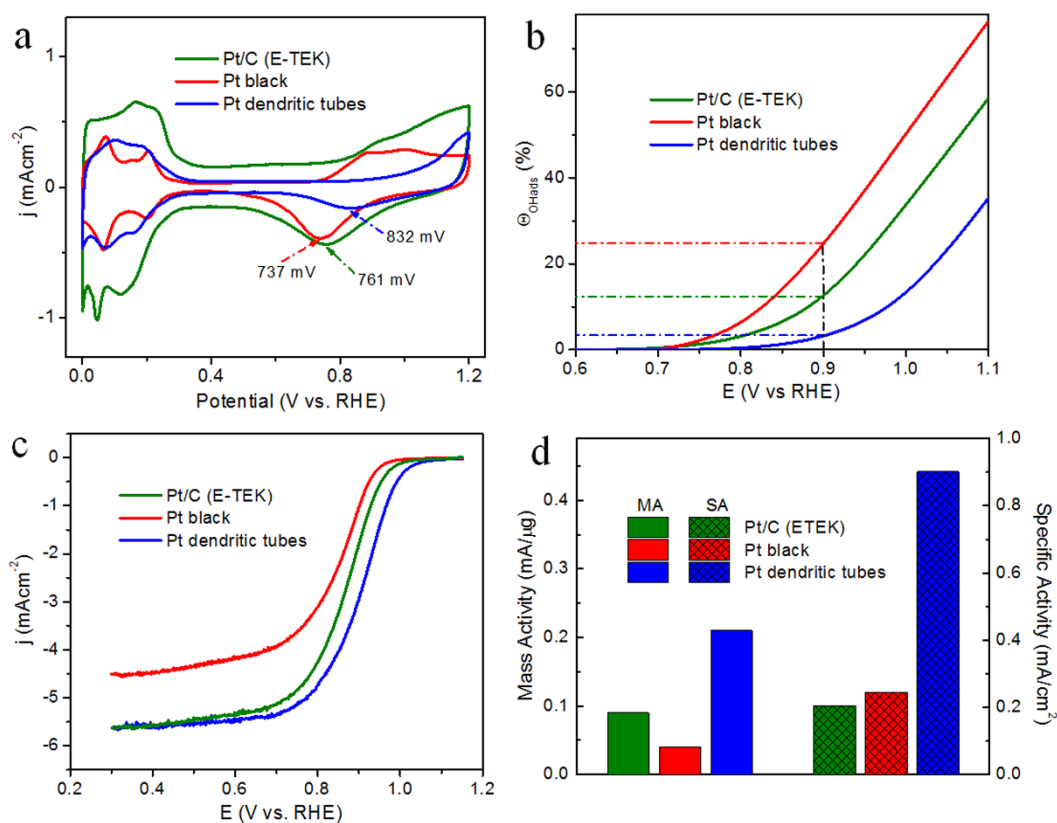 a
Pt/C (E-TEK)
Pt black
Pt dendritic tubes
832 mV
737 mV
761 mV
1
0
-1
j (mAcm-2)
0.0 0.4 0.8 1.2
Potential (V vs. RHE)
b
Pt/C (E-TEK)
Pt black
Pt dendritic tubes
60
40
20
0
ΘOHads (%)
0.6 0.7 0.8 0.9 1.0 1.1
E (V vs RHE)
c
Pt/C (E-TEK)
Pt black
Pt dendritic tubes
0
-1
-2
-3
-4
-5
-6
j (mAcm-2)
0.2 0.4 0.6 0.8 1.0 1.2
E (V vs. RHE)
d
MA SA
Pt/C (ETEK)
Pt black
Pt dendritic tubes
0.4
0.3
0.2
0.1
0.0
Mass Activity (mA/µg)
1.0
0.8
0.6
0.4
0.2
0.0
Specific Activity (mA/cm2)